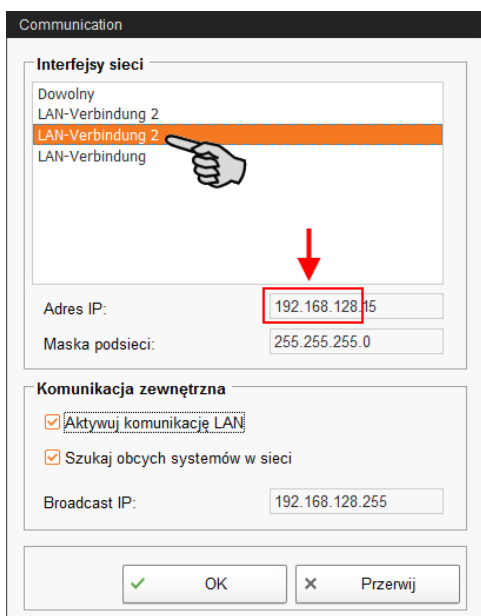 Communication
Interfejsy sieci
Dowolny
LAN-Verbindung 2
LAN-Verbindung 2
LAN-Verbindung
Adres IP: 192.168.128.15
Maska podsieci: 255.255.255.0
Komunikacja zewnętrzna
Aktywuj komunikację LAN
Szukaj obcych systemów w sieci
Broadcast IP: 192.168.128.255
OK Przerwij